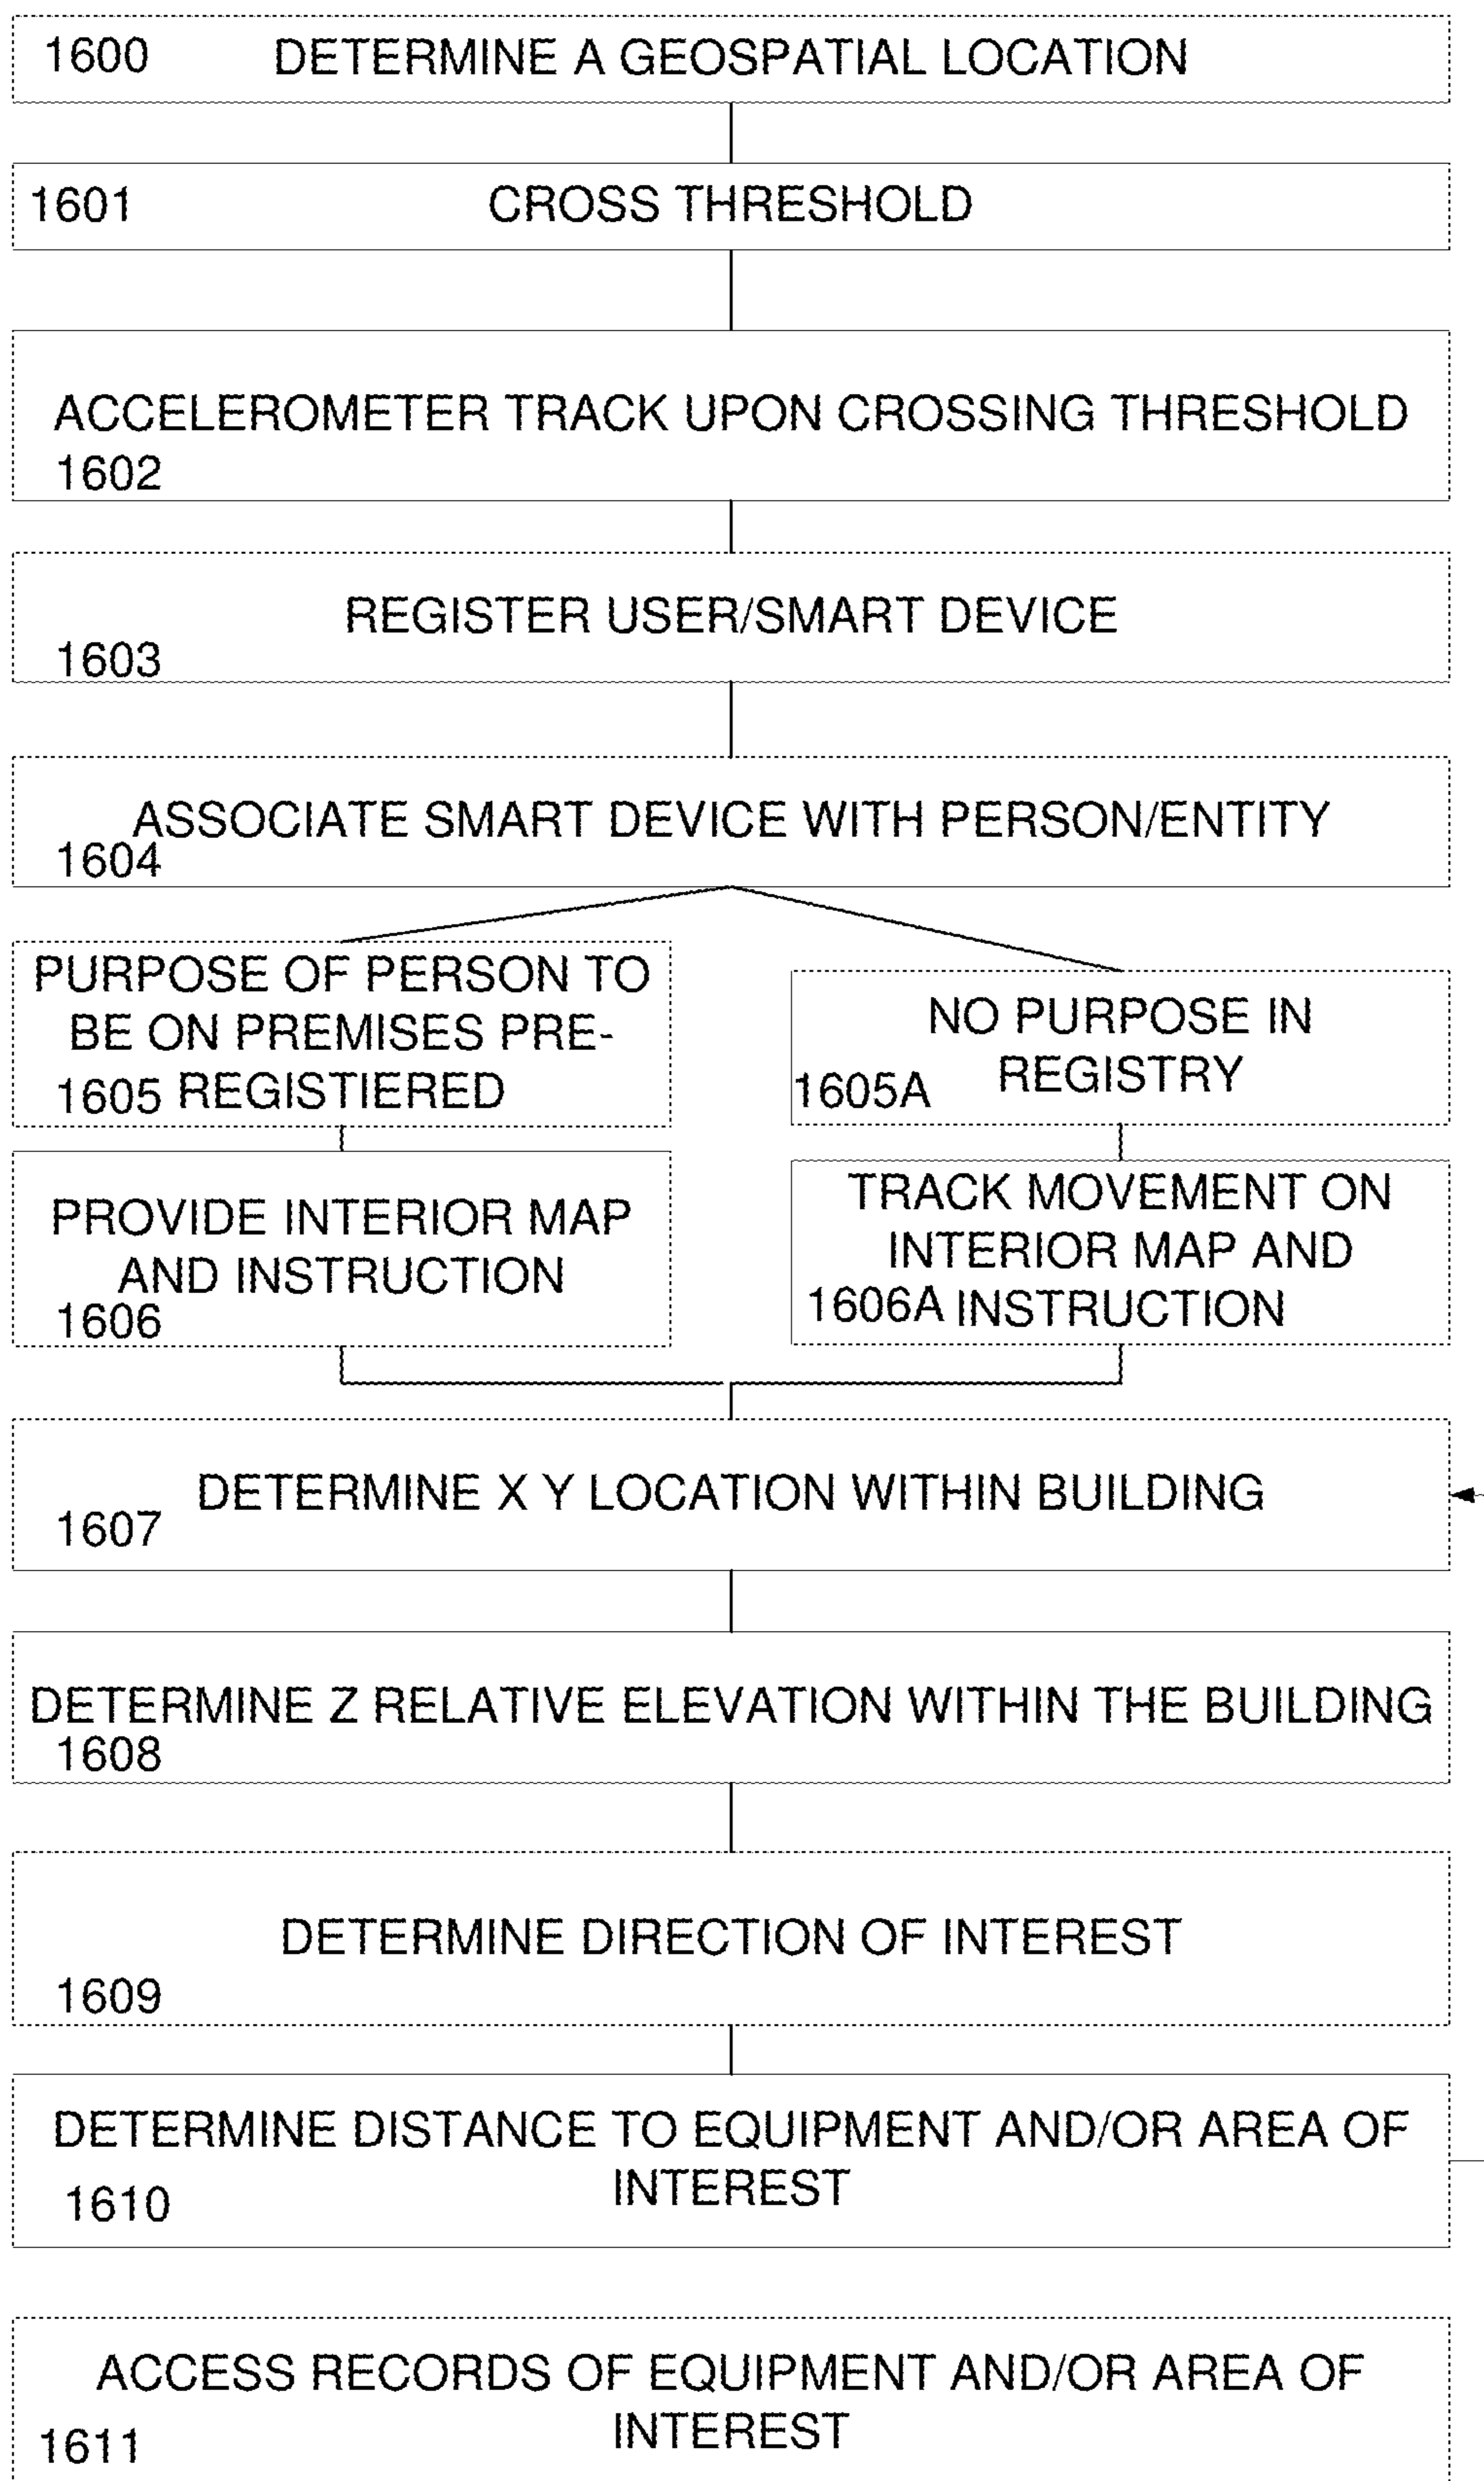 1600 DETERMINE A GEOSPATIAL LOCATION
1601 CROSS THRESHOLD
ACCELEROMETER TRACK UPON CROSSING THRESHOLD
1602
REGISTER USER/SMART DEVICE
1603
ASSOCIATE SMART DEVICE WITH PERSON/ENTITY
1604
PURPOSE OF PERSON TO
BE ON PREMISES PRE-
1605 REGISTIERED
NO PURPOSE IN
REGISTRY
1605A
PROVIDE INTERIOR MAP
AND INSTRUCTION
1606
TRACK MOVEMENT ON
INTERIOR MAP AND
1606A INSTRUCTION
DETERMINE X Y LOCATION WITHIN BUILDING
1607
DETERMINE Z RELATIVE ELEVATION WITHIN THE BUILDING
1608
DETERMINE DIRECTION OF INTEREST
1609
DETERMINE DISTANCE TO EQUIPMENT AND/OR AREA OF
INTEREST
1610
ACCESS RECORDS OF EQUIPMENT AND/OR AREA OF
INTEREST
1611